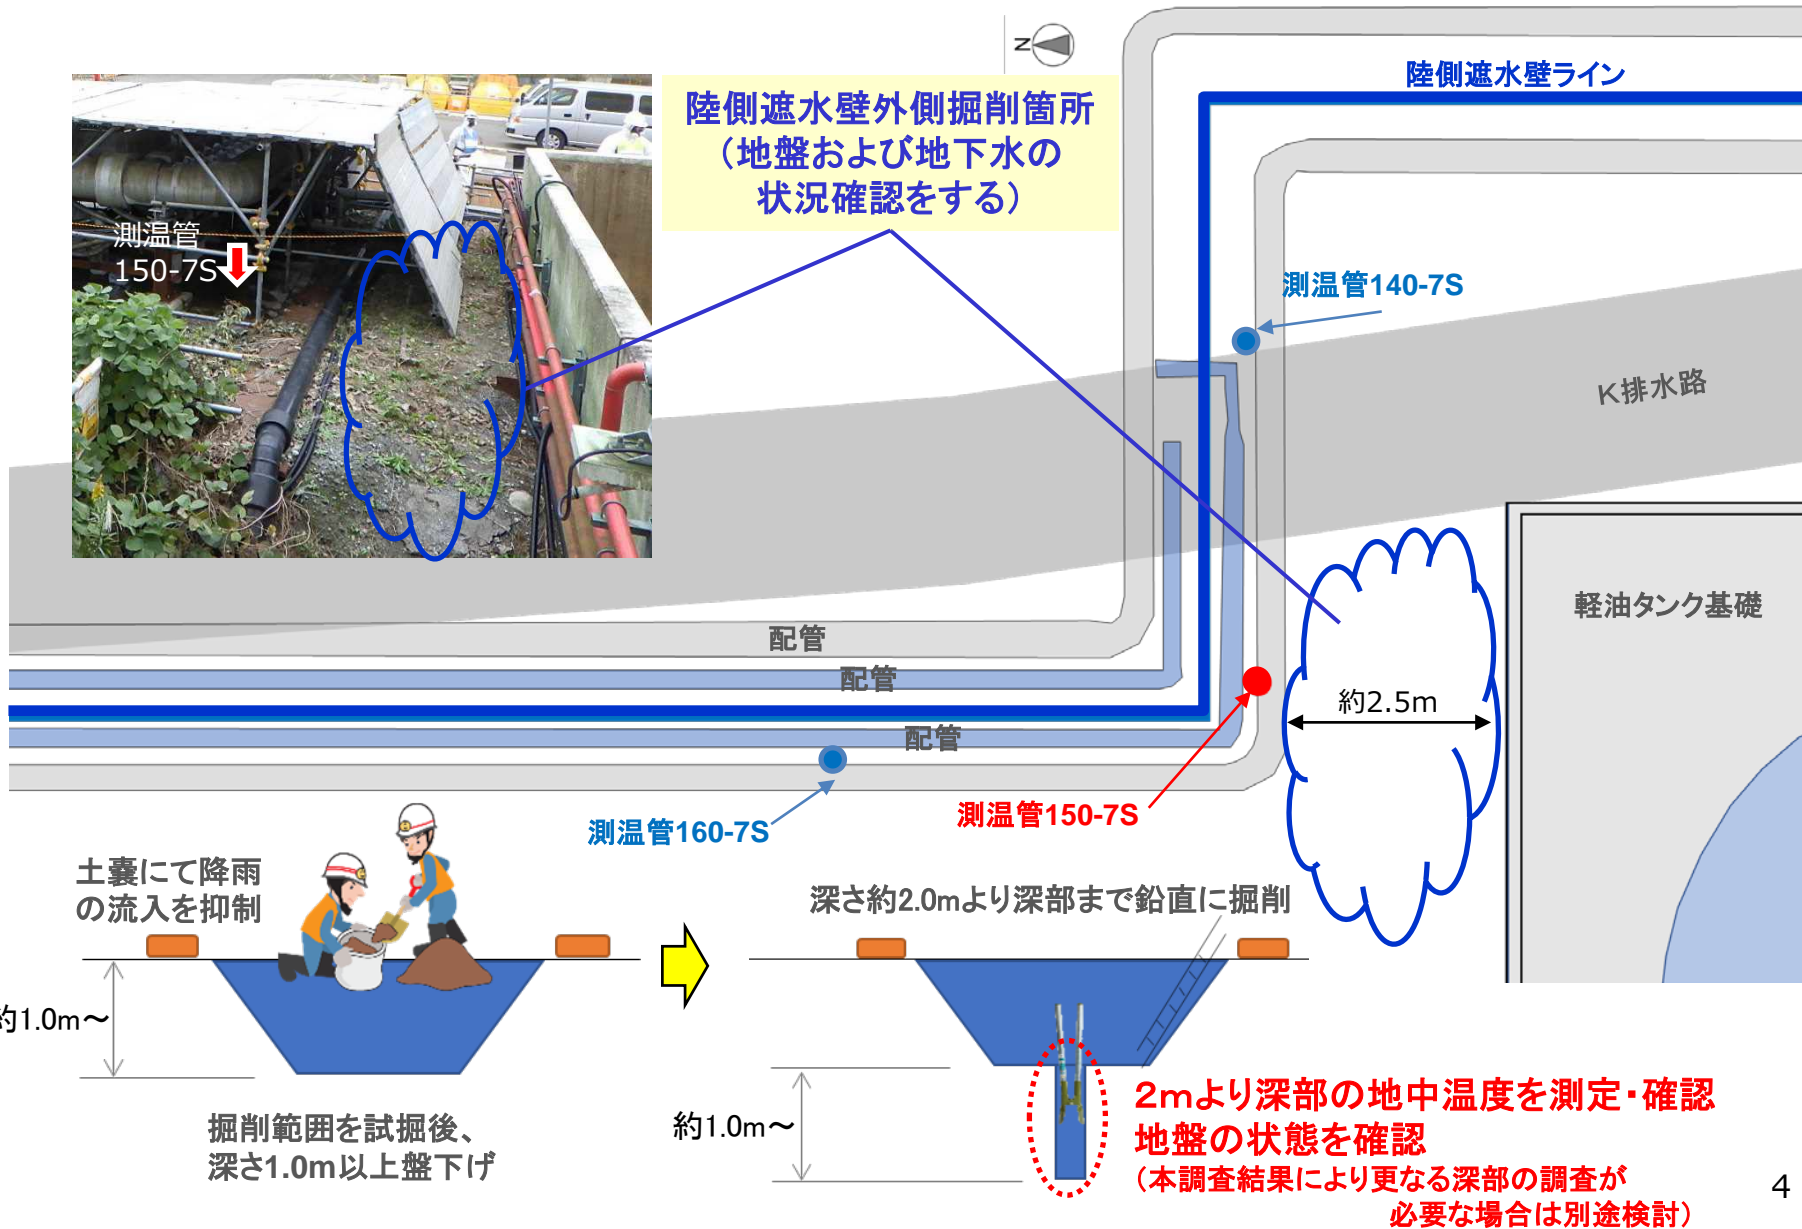 N
陸側遮水壁ライン
陸側遮水壁外側掘削箇所
（地盤および地下水の
状況確認をする）
測温管
150-7S
測温管140-7S
K排水路
軽油タンク基礎
配管
配管
配管
約2.5m
測温管160-7S
測温管150-7S
土嚢にて降雨
の流入を抑制
約1.0m～
掘削範囲を試掘後、
深さ1.0m以上盤下げ
深さ約2.0mより深部まで鉛直に掘削
約1.0m～
2mより深部の地中温度を測定・確認
地盤の状態を確認
（本調査結果により更なる深部の調査が
必要な場合は別途検討）
4